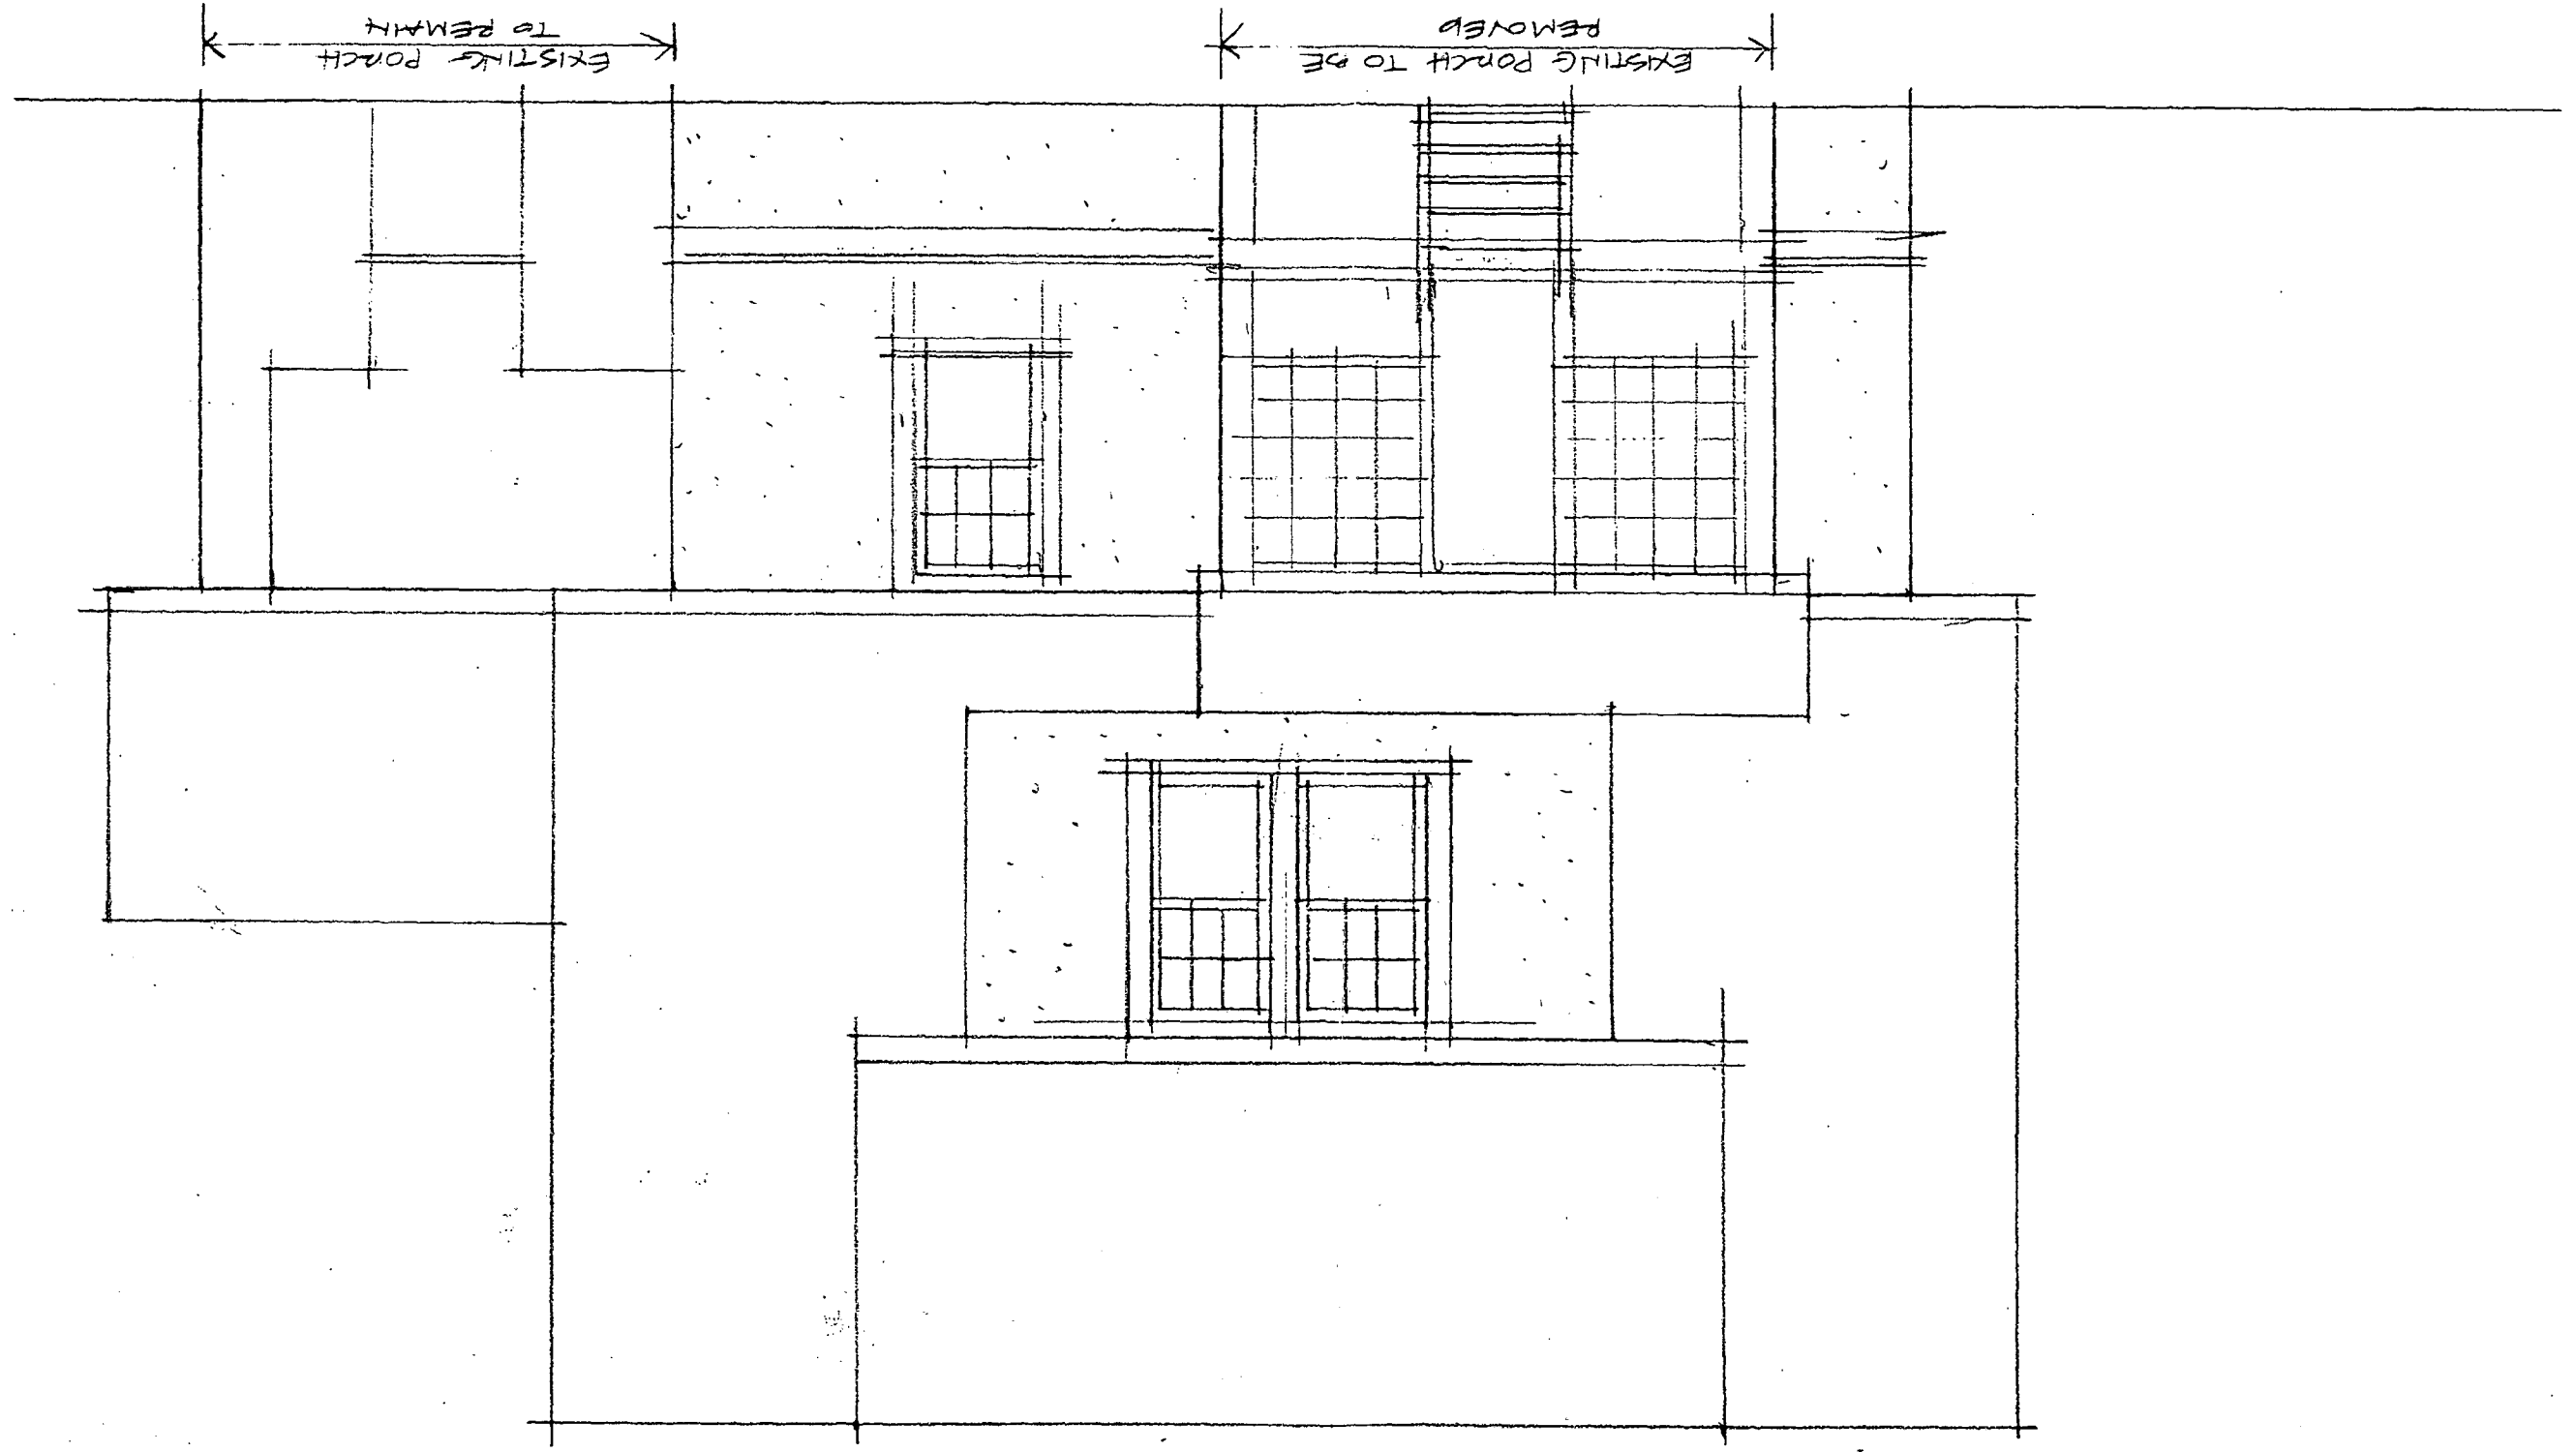 EXISTING PORCH TO BE
REMOVED
EXISTING PORCH
TO REMAIN